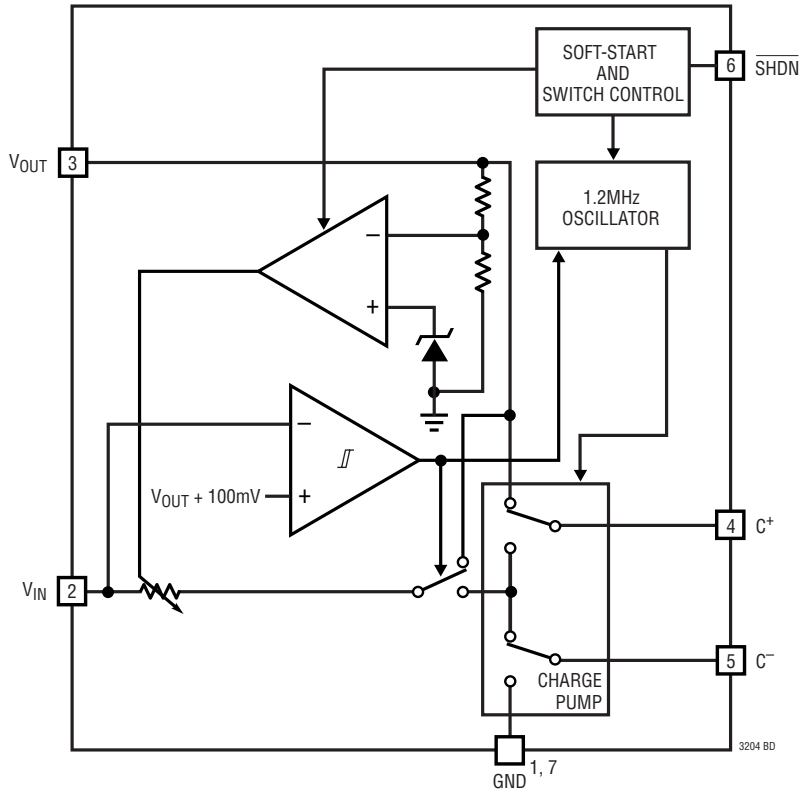 SOFT-START
AND
SWITCH CONTROL
6
SHDN
VOUT
3
1.2MHz
OSCILLATOR
−
+
−
VOUT + 100mV
+
4
C+
VIN
2
5
C−
CHARGE
PUMP
3204 BD
1, 7
GND